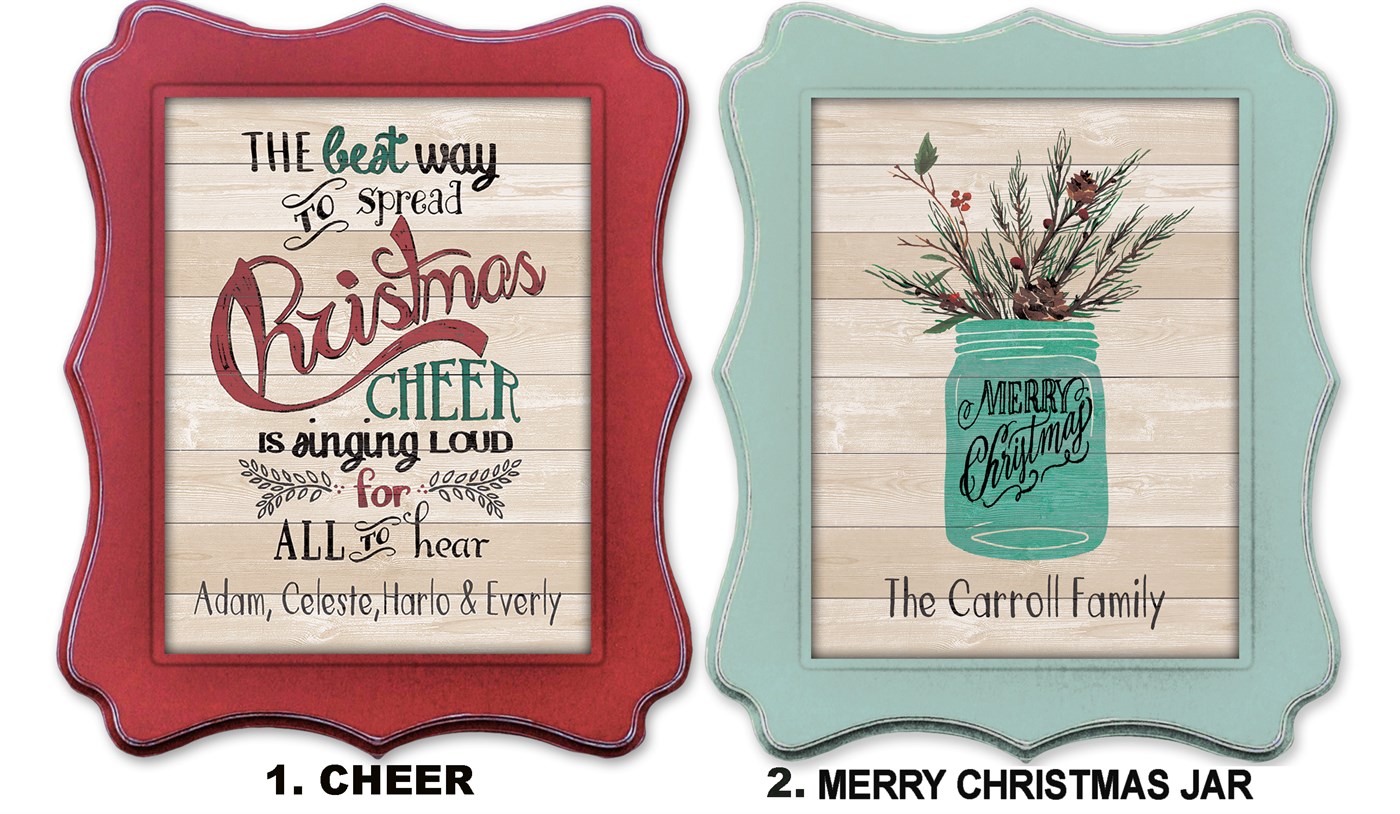 THE best way
TO spread
Christmas
CHEER
IS singing LOUD
for
ALL TO hear
Adam, Celeste,Harlo & Everly
1. CHEER
MERRY
Christmas
The Carroll Family
2. MERRY CHRISTMAS JAR